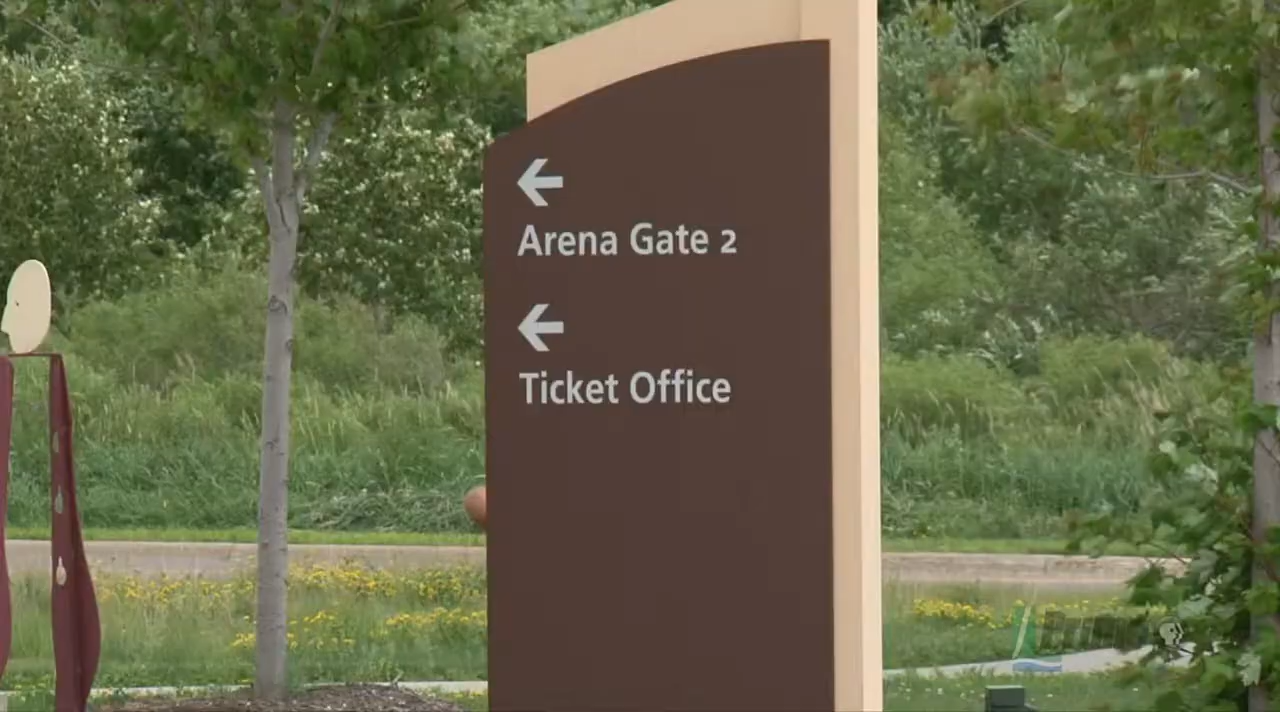 ←
Arena Gate 2
←
Ticket Office